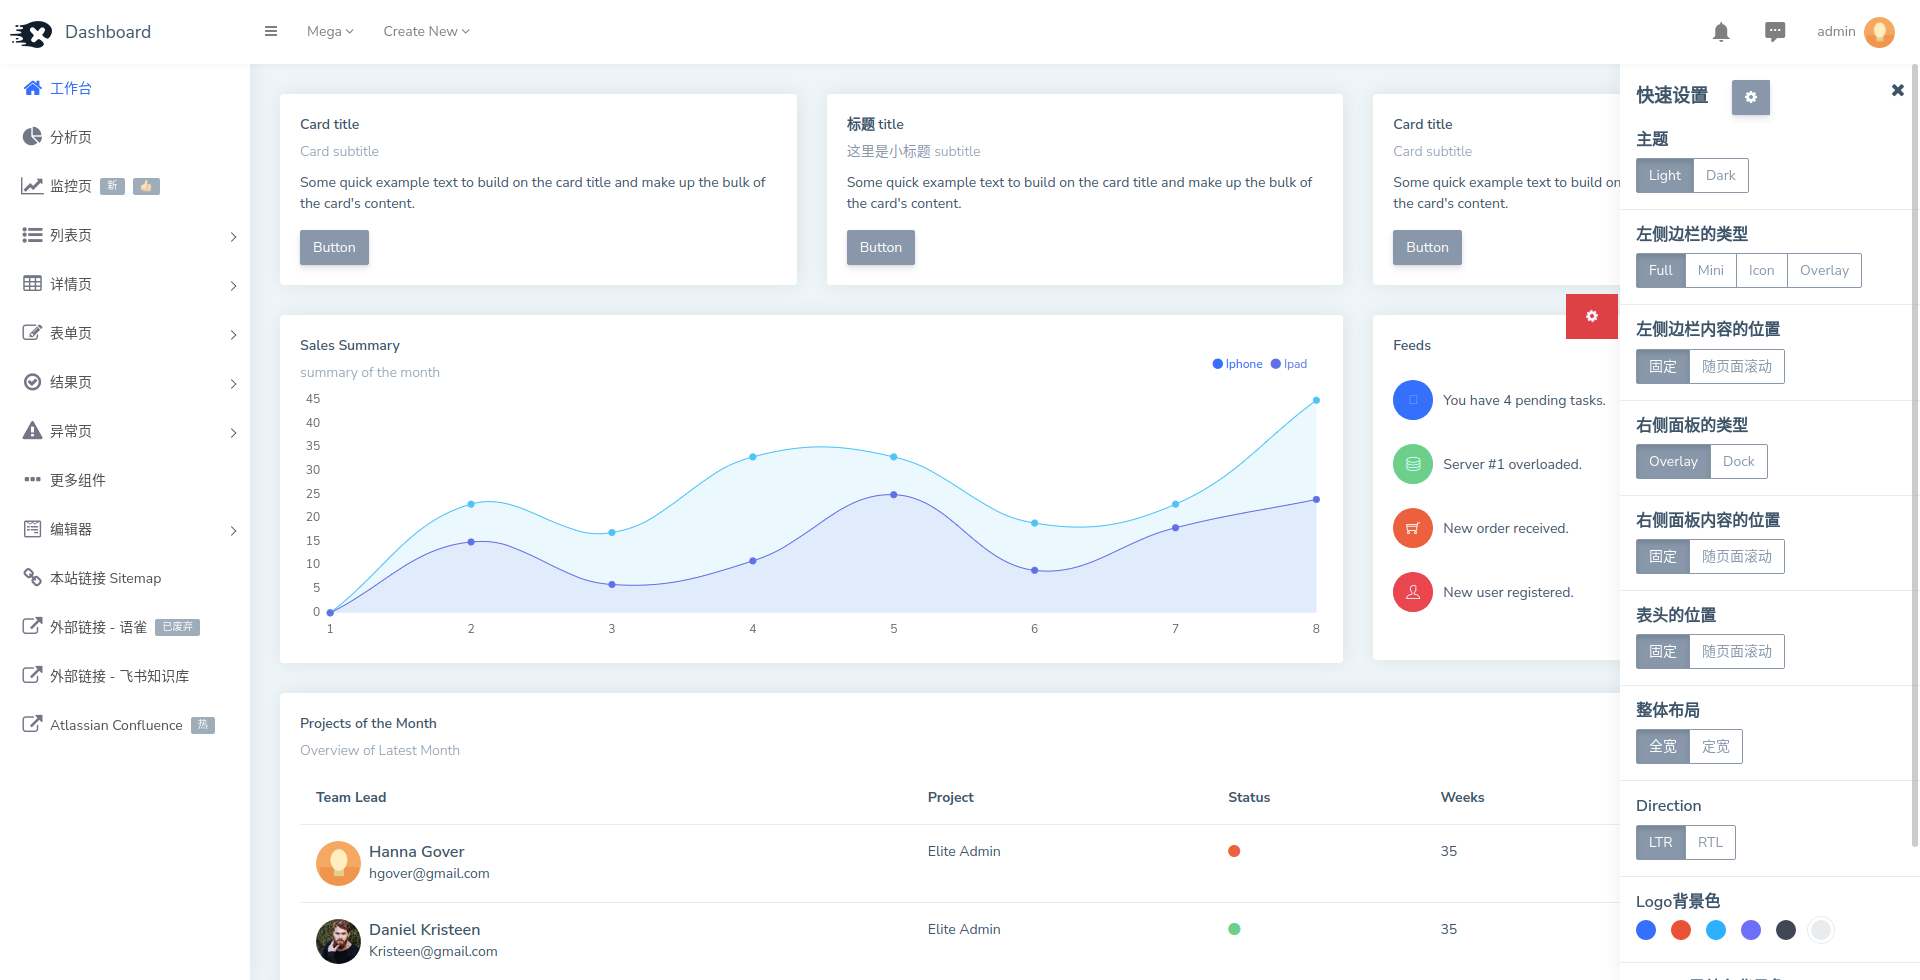 Dashboard
Mega
Create New
admin
工作台
分析页
监控页 新 👍
列表页
详情页
表单页
结果页
异常页
更多组件
编辑器
本站链接 Sitemap
外部链接 - 语雀 已废弃
外部链接 - 飞书知识库
Atlassian Confluence 热
Card title
Card subtitle
Some quick example text to build on the card title and make up the bulk of
the card's content.
Button
标题 title
这里是小标题 subtitle
Some quick example text to build on the card title and make up the bulk of
the card's content.
Button
Card title
Card subtitle
Some quick example text to build on
the card's content.
Button
Sales Summary
summary of the month
Iphone Ipad
45
40
35
30
25
20
15
10
5
0
1 2 3 4 5 6 7 8
Feeds
You have 4 pending tasks.
Server #1 overloaded.
New order received.
New user registered.
Projects of the Month
Overview of Latest Month
Team Lead Project Status Weeks
Hanna Gover
hgover@gmail.com
Elite Admin 35
Daniel Kristeen
Kristeen@gmail.com
Elite Admin 35
快速设置
主题
Light Dark
左侧边栏的类型
Full Mini Icon Overlay
左侧边栏内容的位置
固定 随页面滚动
右侧面板的类型
Overlay Dock
右侧面板内容的位置
固定 随页面滚动
表头的位置
固定 随页面滚动
整体布局
全宽 定宽
Direction
LTR RTL
Logo背景色